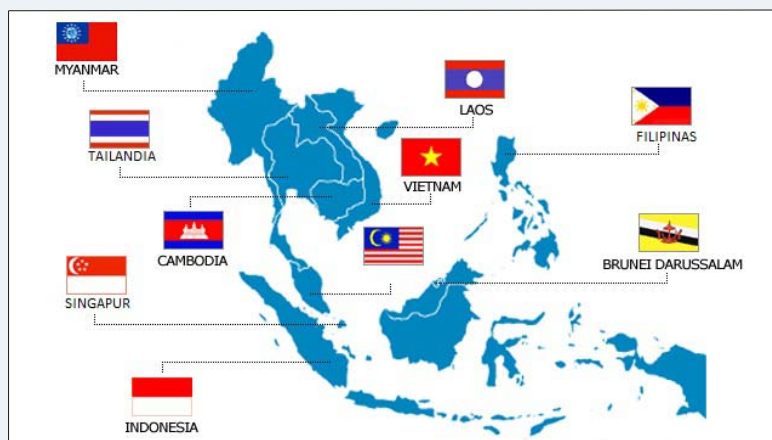 MYANMAR
LAOS
FILIPINAS
TAILANDIA
VIETNAM
CAMBODIA
BRUNEI DARUSSALAM
SINGAPUR
INDONESIA